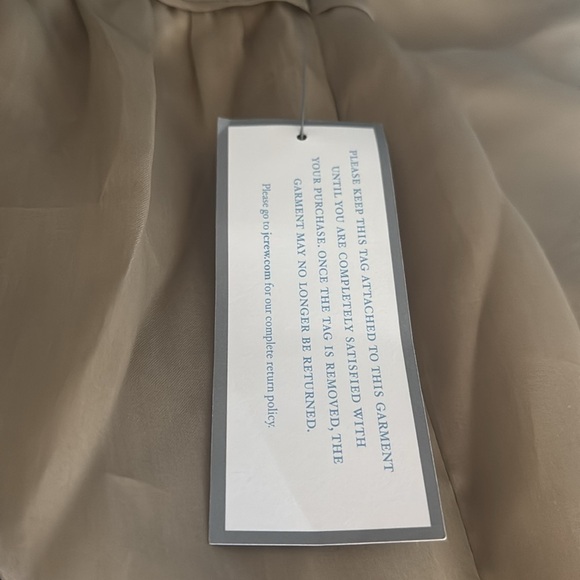 PLEASE KEEP THIS TAG ATTACHED TO THIS GARMENT
UNTIL YOU ARE COMPLETELY SATISFIED WITH
YOUR PURCHASE. ONCE THE TAG IS REMOVED, THE
GARMENT MAY NO LONGER BE RETURNED.
Please go to jcrew.com for our complete return policy.